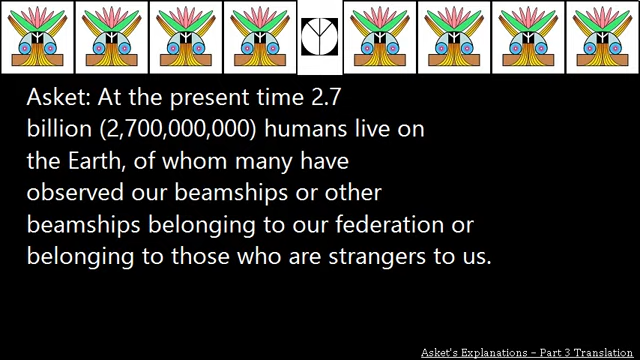 Asket: At the present time 2.7
billion (2,700,000,000) humans live on
the Earth, of whom many have
observed our beamships or other
beamships belonging to our federation or
belonging to those who are strangers to us.
Asket's Explanations – Part 3 Translation